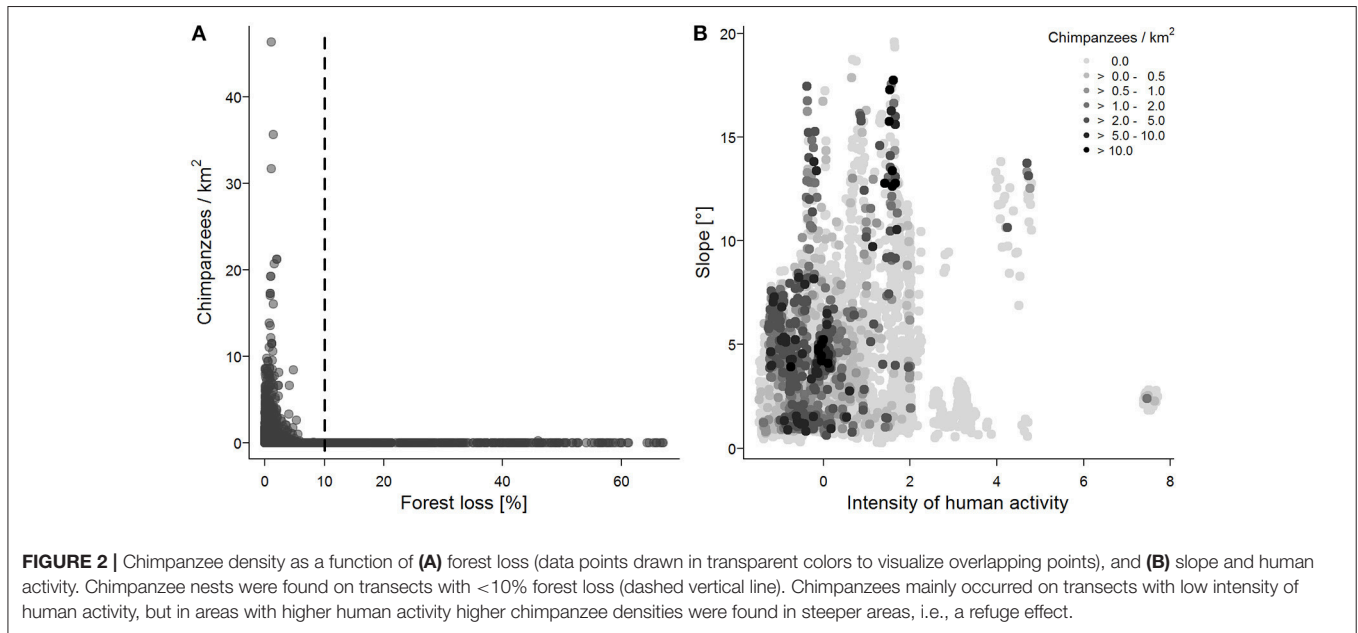 A
Chimpanzees / km²
40
30
20
10
0
0 10 20 40 60
Forest loss [%]
B
Slope [°]
20
15
10
5
0
0 2 4 6 8
Intensity of human activity
Chimpanzees / km²
0.0
> 0.0 - 0.5
> 0.5 - 1.0
> 1.0 - 2.0
> 2.0 - 5.0
> 5.0 - 10.0
> 10.0
FIGURE 2 | Chimpanzee density as a function of (A) forest loss (data points drawn in transparent colors to visualize overlapping points), and (B) slope and human
activity. Chimpanzee nests were found on transects with <10% forest loss (dashed vertical line). Chimpanzees mainly occurred on transects with low intensity of
human activity, but in areas with higher human activity higher chimpanzee densities were found in steeper areas, i.e., a refuge effect.